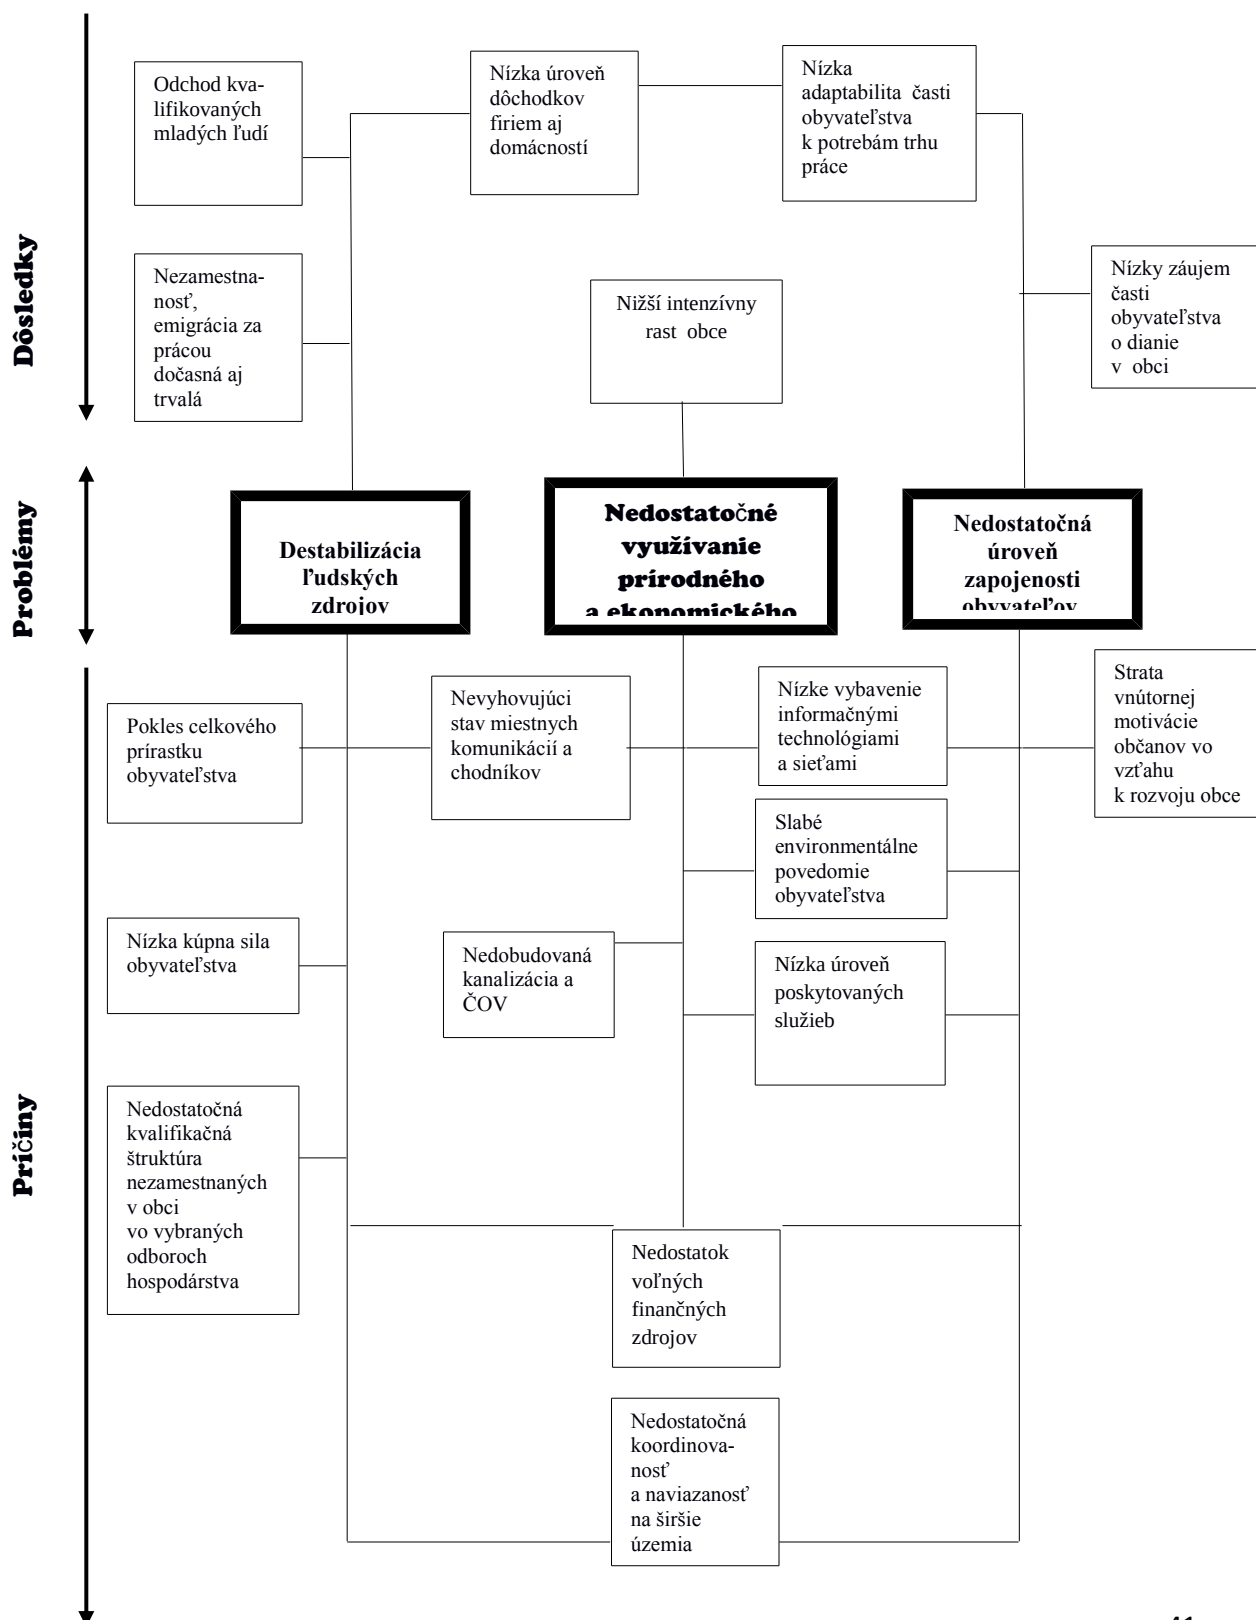 Dôsledky
Odchod kva-
lifikovaných
mladých ľudí
Nízka úroveň
dôchodkov
firiem aj
domácností
Nízka
adaptabilita časti
obyvateľstva
k potrebám trhu
práce
Nezamestna-
nosť,
emigrácia za
prácou
dočasná aj
trvalá
Nižší intenzívny
rast obce
Nízky záujem
časti
obyvateľstva
o dianie
v obci
Problémy
Destabilizácia
ľudských
zdrojov
Nedostatočné
využívanie
prírodného
a ekonomického
Nedostatočná
úroveň
zapojenosti
obyvateľov
Príčiny
Pokles celkového
prírastku
obyvateľstva
Nevyhovujúci
stav miestnych
komunikácií a
chodníkov
Nízke vybavenie
informačnými
technológiami
a sieťami
Strata
vnútornej
motivácie
občanov vo
vzťahu
k rozvoju obce
Slabé
environmentálne
povedomie
obyvateľstva
Nízka kúpna sila
obyvateľstva
Nedobudovaná
kanalizácia a
ČOV
Nízka úroveň
poskytovaných
služieb
Nedostatočná
kvalifikačná
štruktúra
nezamestnaných
v obci
vo vybraných
odboroch
hospodárstva
Nedostatok
voľných
finančných
zdrojov
Nedostatočná
koordinova-
nosť
a naviazanosť
na širšie
územia